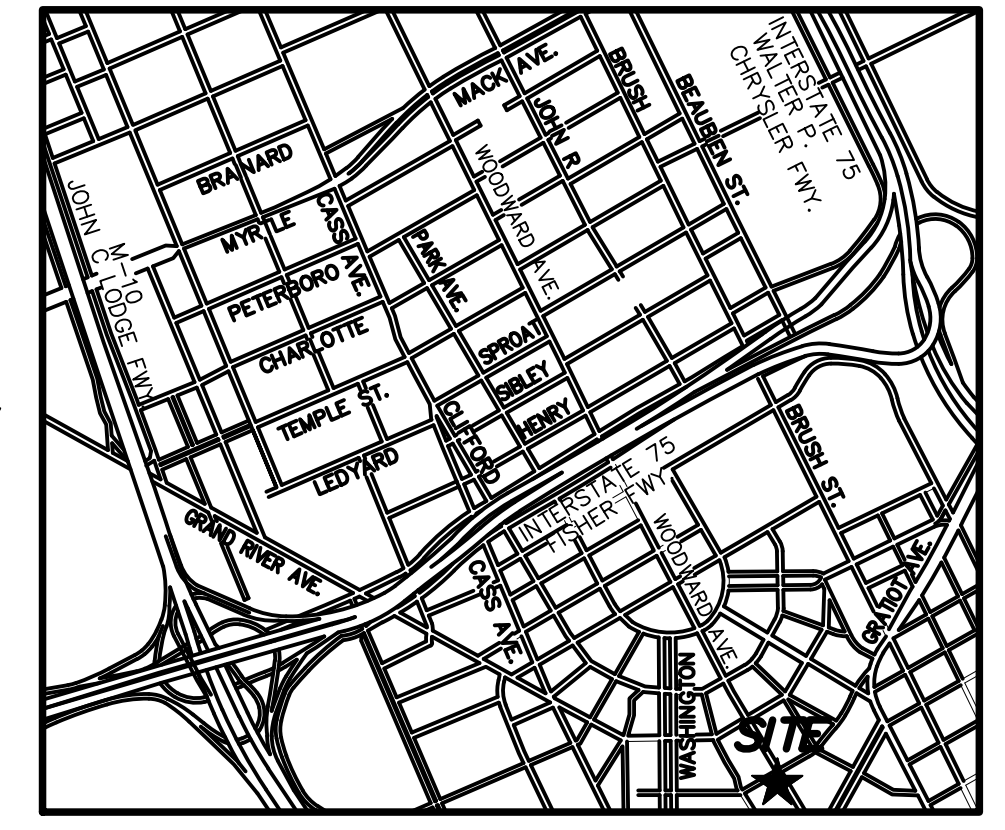 INTERSTATE 75
WALTER P.
CHRYSLER FWY.
MACK AVE.
BRUSH
BEAUBIEN ST.
JOHN R
WOODWARD AVE.
BRAINARD
CASS AVE.
MYRTLE
PARK AVE.
PETERBORO
JOHN C LODGE FWY
M-10
CHARLOTTE
SPROAT
SIBLEY
HENRY
TEMPLE ST.
CLIFFORD
LEDYARD
BRUSH ST.
INTERSTATE 75
FISHER FWY
GRAND RIVER AVE.
WOODWARD AVE.
CASS AVE.
GRATIOT AVE.
WASHINGTON
SITE